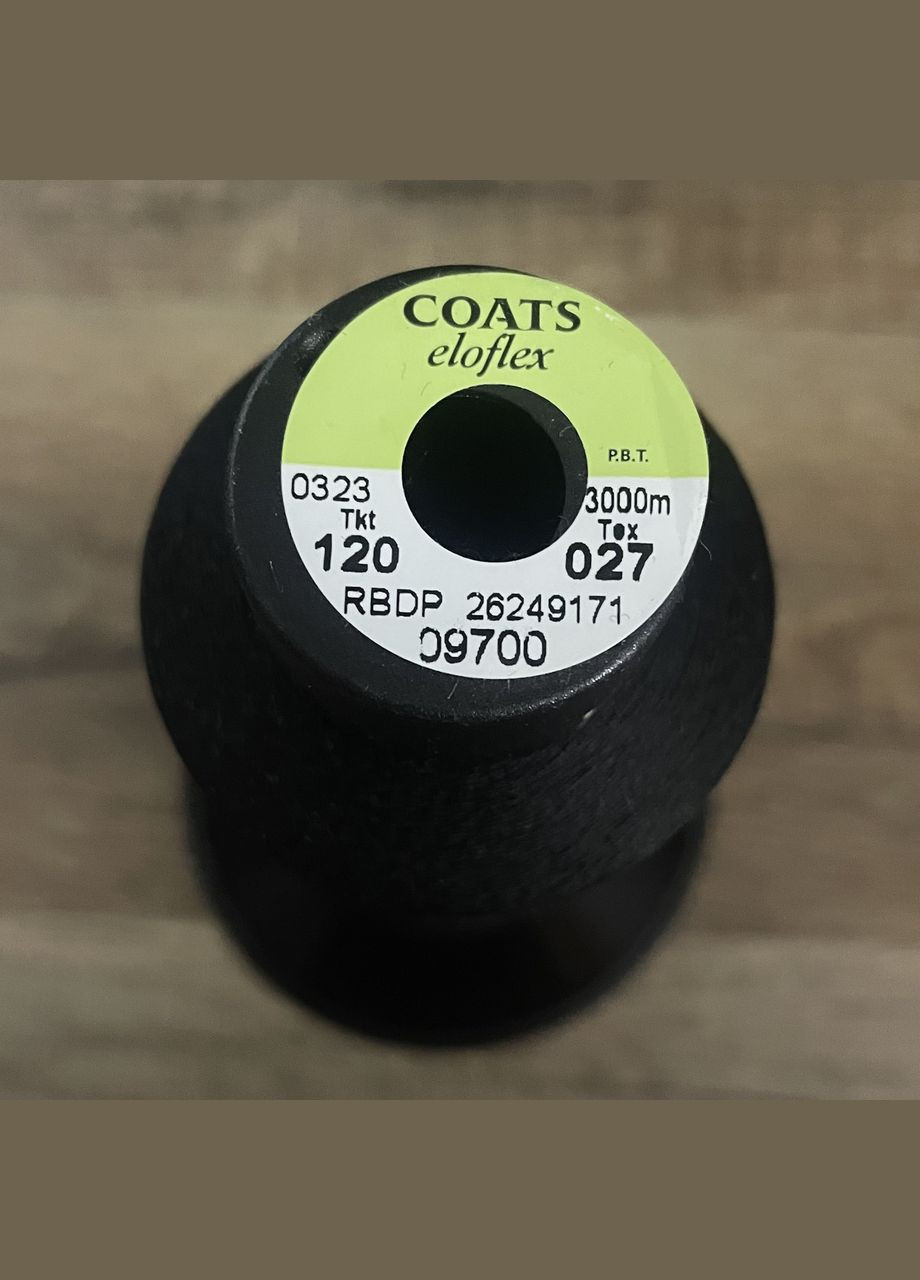 COATS
eloflex
P.B.T.
0323
3000m
Tkt
Tex
120
027
RBDP 26249171
09700